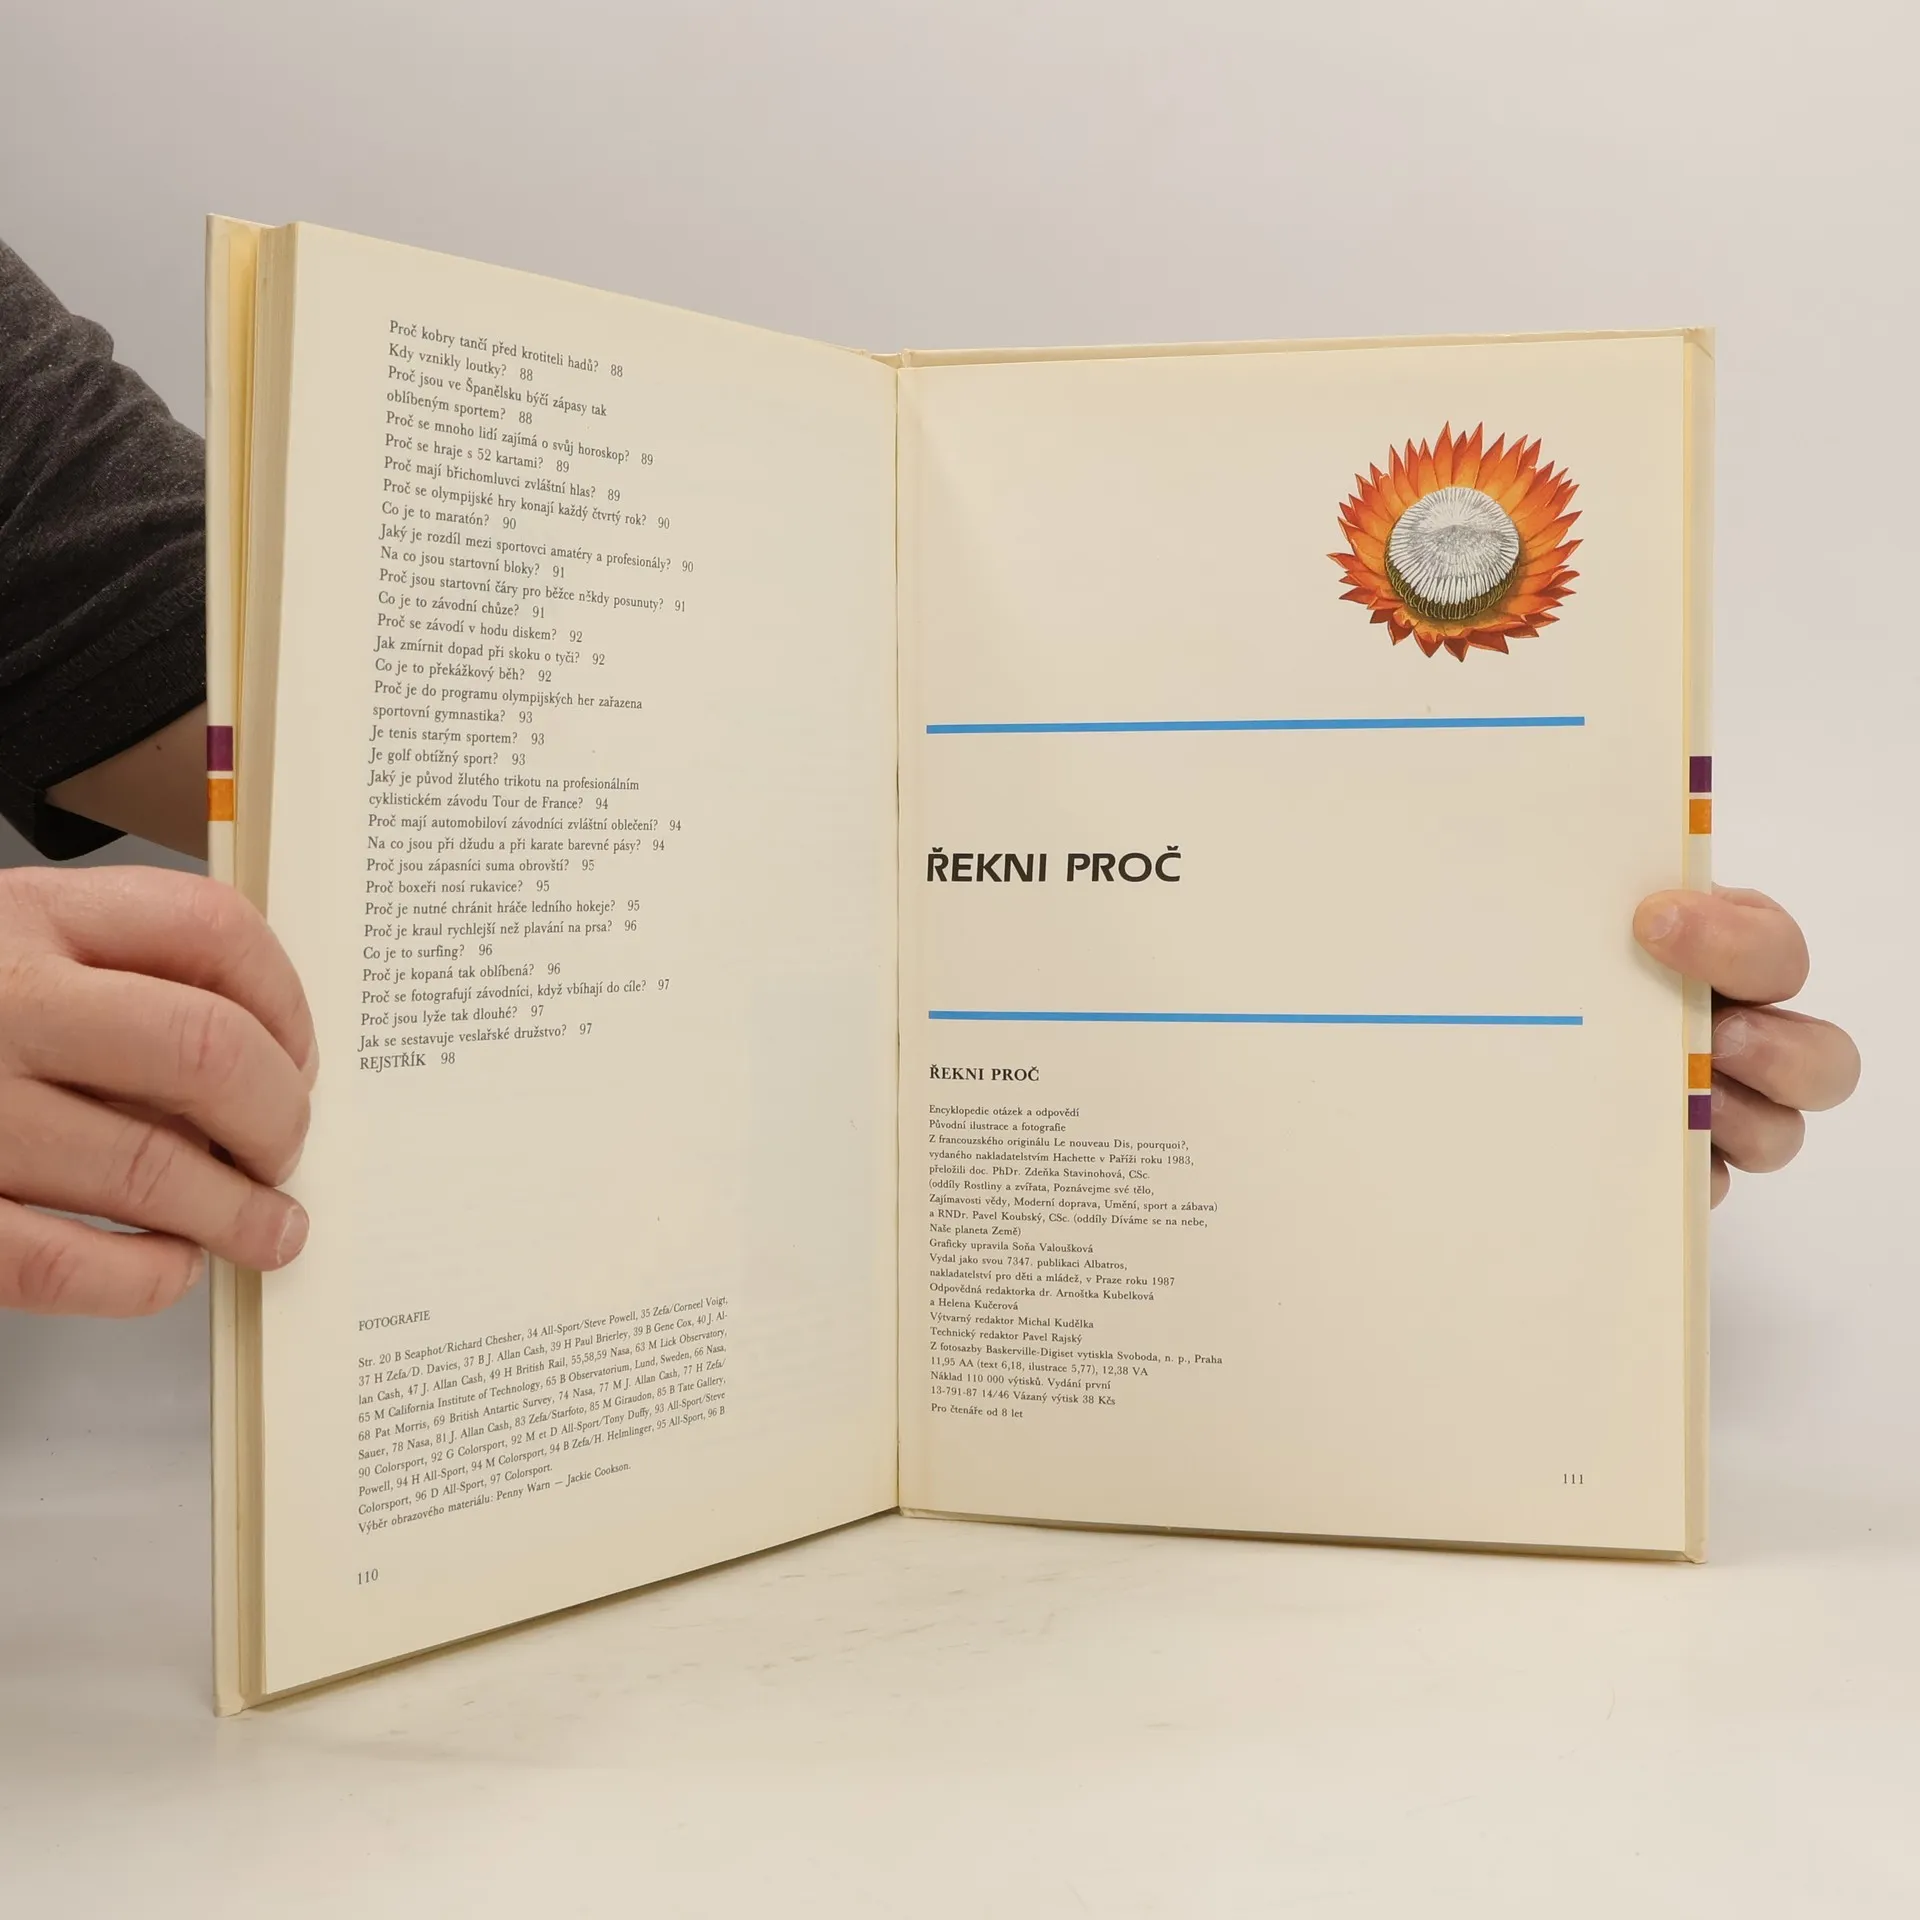 Proč kobry tančí před krotiteli hadů? 88
Kdy vznikly loutky? 88
Proč jsou ve Španělsku býčí zápasy tak
oblíbeným sportem? 88
Proč se mnoho lidí zajímá o svůj horoskop? 89
Proč se hraje s 52 kartami? 89
Proč mají břichomluvci zvláštní hlas? 89
Proč se olympijské hry konají každý čtvrtý rok? 90
Co je to maratón? 90
Jaký je rozdíl mezi sportovci amatéry a profesionály? 90
Na co jsou startovní bloky? 91
Proč jsou startovní čáry pro běžce někdy posunuty? 91
Co je to závodní chůze? 91
Proč se závodí v hodu diskem? 92
Jak zmírnit dopad při skoku o tyči? 92
Co je to překážkový běh? 92
Proč je do programu olympijských her zařazena
sportovní gymnastika? 93
Je tenis starým sportem? 93
Je golf obtížný sport? 93
Jaký je původ žlutého trikotu na profesionálním
cyklistickém závodu Tour de France? 94
Proč mají automobiloví závodníci zvláštní oblečení? 94
Na co jsou při džudu a při karate barevné pásy? 94
Proč jsou zápasníci suma obrovští? 95
Proč boxeři nosí rukavice? 95
Proč je nutné chránit hráče ledního hokeje? 95
Proč je kraul rychlejší než plavání na prsa? 96
Co je to surfing? 96
Proč je kopaná tak oblíbená? 96
Proč se fotografují závodníci, když vbíhají do cíle? 97
Proč jsou lyže tak dlouhé? 97
Jak se sestavuje veslařské družstvo? 97
REJSTŘÍK 98
FOTOGRAFIE
Str. 20 B Seaphot/Richard Chesher, 34 All-Sport/Steve Powell, 35 Zefa/Corneel Voigt,
37 H Zefa/D. Davies, 37 B J. Allan Cash, 39 H Paul Brierley, 39 B Gene Cox, 40 J. Al-
lan Cash, 47 J. Allan Cash, 49 H British Rail, 55,58,59 Nasa, 63 M Lick Observatory,
65 M California Institute of Technology, 65 B Observatorium, Lund, Sweden, 66 Nasa,
68 Pat Morris, 69 British Antartic Survey, 74 Nasa, 77 M J. Allan Cash, 77 H Zefa/
Sauer, 78 Nasa, 81 J. Allan Cash, 83 Zefa/Starfoto, 85 M Giraudon, 85 B Tate Gallery,
90 Colorsport, 92 G Colorsport, 92 M et D All-Sport/Tony Duffy, 93 All-Sport/Steve
Powell, 94 H All-Sport, 94 M Colorsport, 94 B Zefa/H. Helmlinger, 95 All-Sport, 96 B
Colorsport, 96 D All-Sport, 97 Colorsport.
Výběr obrazového materiálu: Penny Warn — Jackie Cookson.
110
ŘEKNI PROČ
ŘEKNI PROČ
Encyklopedie otázek a odpovědí
Původní ilustrace a fotografie
Z francouzského originálu Le nouveau Dis, pourquoi?,
vydaného nakladatelstvím Hachette v Paříži roku 1983,
přeložili doc. PhDr. Zdeňka Stavinohová, CSc.
(oddíly Rostliny a zvířata, Poznávejme své tělo,
Zajímavosti vědy, Moderní doprava, Umění, sport a zábava)
a RNDr. Pavel Koubský, CSc. (oddíly Díváme se na nebe,
Naše planeta Země)
Graficky upravila Soňa Valoušková
Vydal jako svou 7347. publikaci Albatros,
nakladatelství pro děti a mládež, v Praze roku 1987
Odpovědná redaktorka dr. Arnoštka Kubelková
a Helena Kučerová
Výtvarný redaktor Michal Kudělka
Technický redaktor Pavel Rajský
Z fotosazby Baskerville-Digiset vytiskla Svoboda, n. p., Praha
11,95 AA (text 6,18, ilustrace 5,77), 12,38 VA
Náklad 110 000 výtisků. Vydání první
13-791-87 14/46 Vázaný výtisk 38 Kčs
Pro čtenáře od 8 let
111